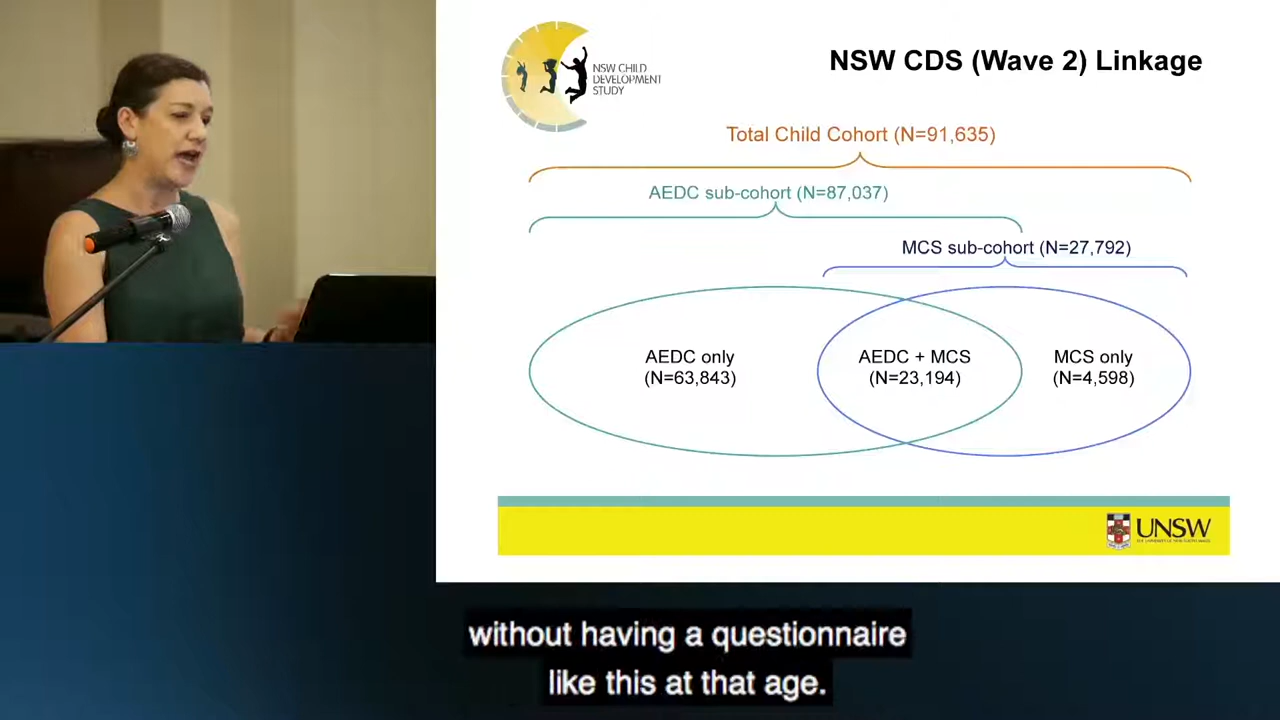 NSW CHILD
DEVELOPMENT
STUDY
NSW CDS (Wave 2) Linkage
Total Child Cohort (N=91,635)
AEDC sub-cohort (N=87,037)
MCS sub-cohort (N=27,792)
AEDC only
(N=63,843)
AEDC + MCS
(N=23,194)
MCS only
(N=4,598)
UNSW
without having a questionnaire
like this at that age.